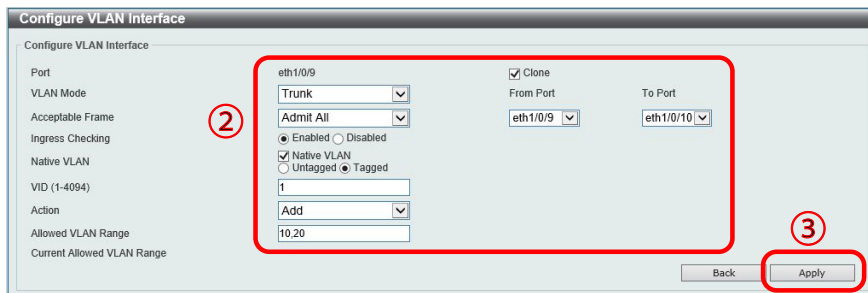 Configure VLAN Interface
Configure VLAN Interface
Port eth1/0/9 Clone
VLAN Mode Trunk From Port To Port
Acceptable Frame Admit All eth1/0/9 eth1/0/10
②
Ingress Checking Enabled Disabled
Native VLAN Native VLAN
Untagged Tagged
VID (1-4094) 1
Action Add
Allowed VLAN Range 10,20
③
Current Allowed VLAN Range
Back Apply